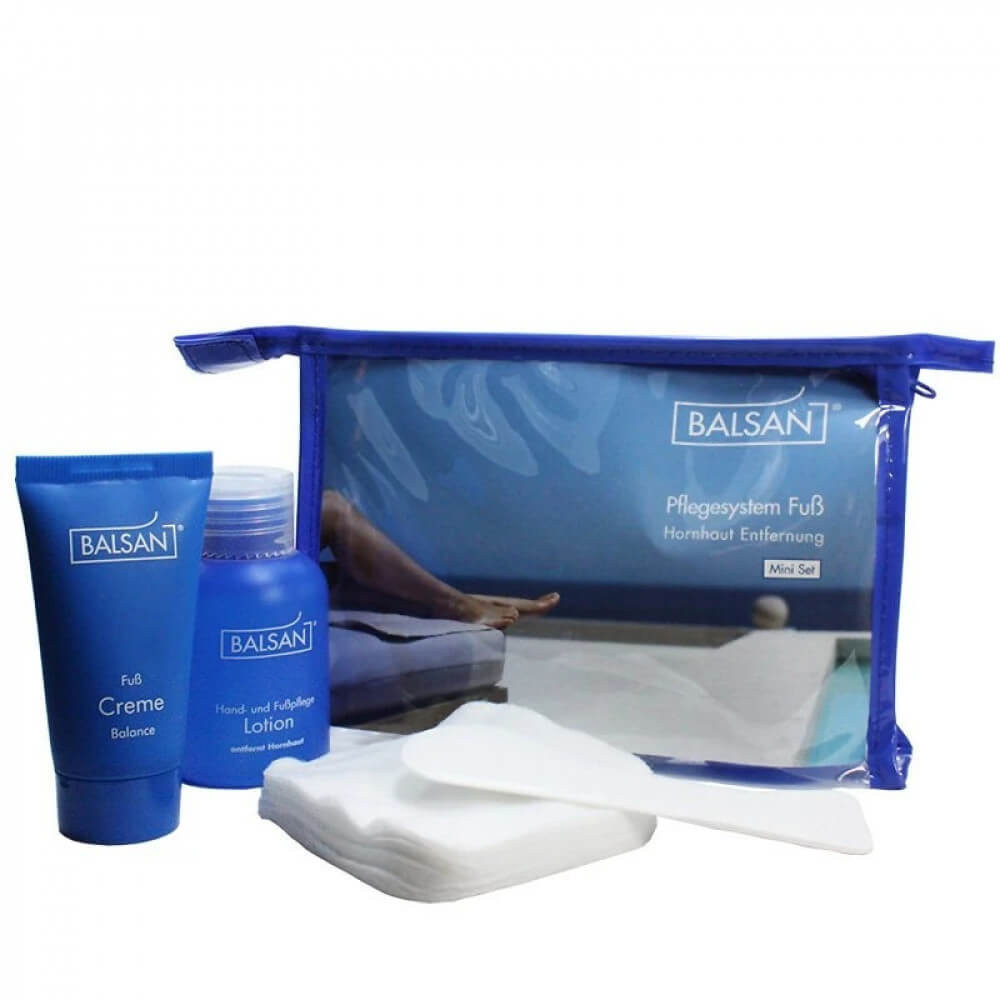 BALSAN®
Pflegesystem Fuß
Hornhaut Entfernung
Mini Set
BALSAN®
Fuß
Creme
Balance
BALSAN®
Hand- und Fußpflege
Lotion
entfernt Hornhaut